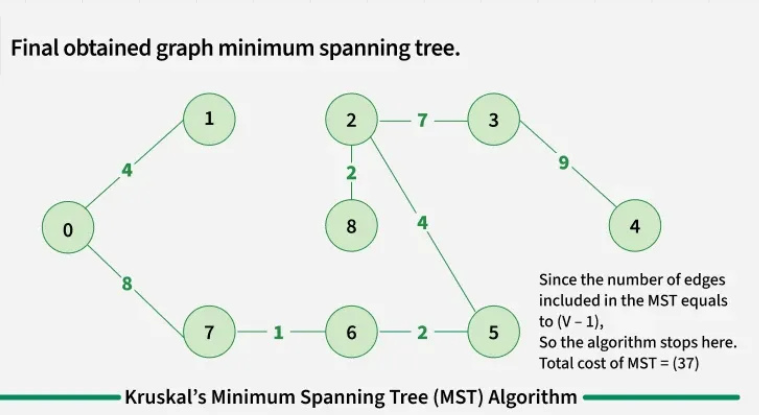 Final obtained graph minimum spanning tree.
1
2
7
3
4
2
9
0
8
4
4
8
7
1
6
2
5
Since the number of edges
included in the MST equals
to (V – 1),
So the algorithm stops here.
Total cost of MST = (37)
Kruskal's Minimum Spanning Tree (MST) Algorithm